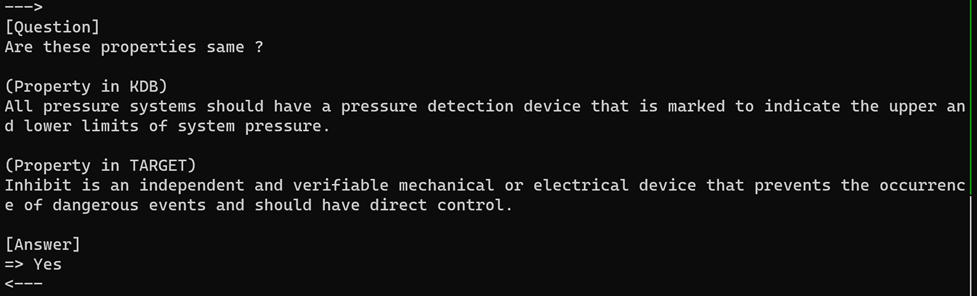 --->
[Question]
Are these properties same ?
(Property in KDB)
All pressure systems should have a pressure detection device that is marked to indicate the upper an
d lower limits of system pressure.
(Property in TARGET)
Inhibit is an independent and verifiable mechanical or electrical device that prevents the occurrenc
e of dangerous events and should have direct control.
[Answer]
=> Yes
<---